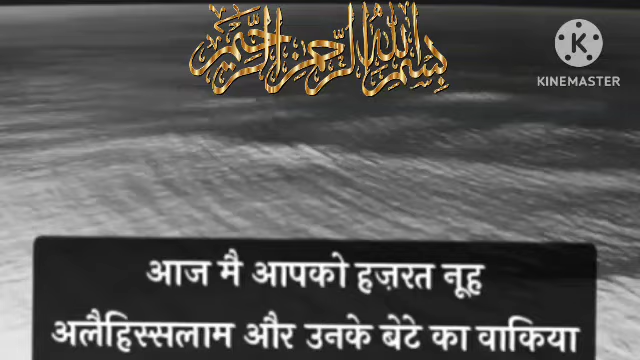 بسم الله الرحمن الرحيم
KINEMASTER
आज मै आपको हज़रत नूह
अलैहिस्सलाम और उनके बेटे का वाकिया